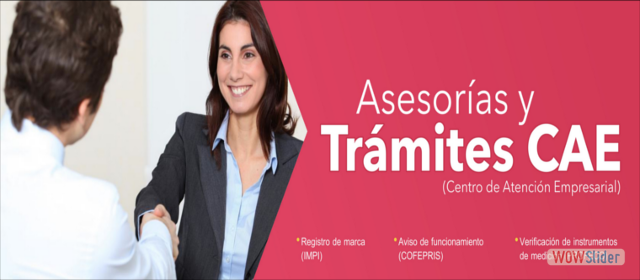 Asesorías y
Trámites CAE
(Centro de Atención Empresarial)
• Registro de marca
(IMPI)
• Aviso de funcionamiento
(COFEPRIS)
• Verificación de instrumentos
de
WOWSlider